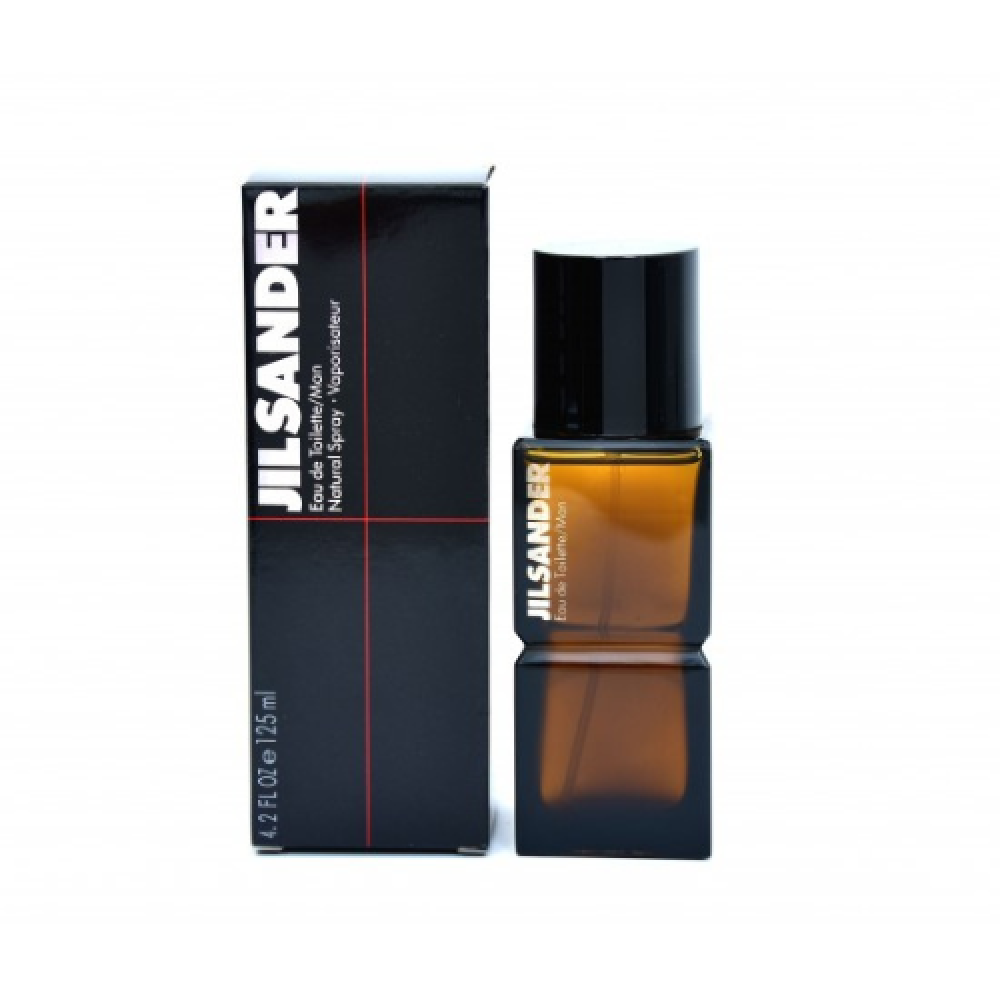 JILSANDER
Eau de Toilette/Man
Natural Spray · Vaporisateur
4.2 FL OZ e 125 ml
JILSANDER
Eau de Toilette/Man